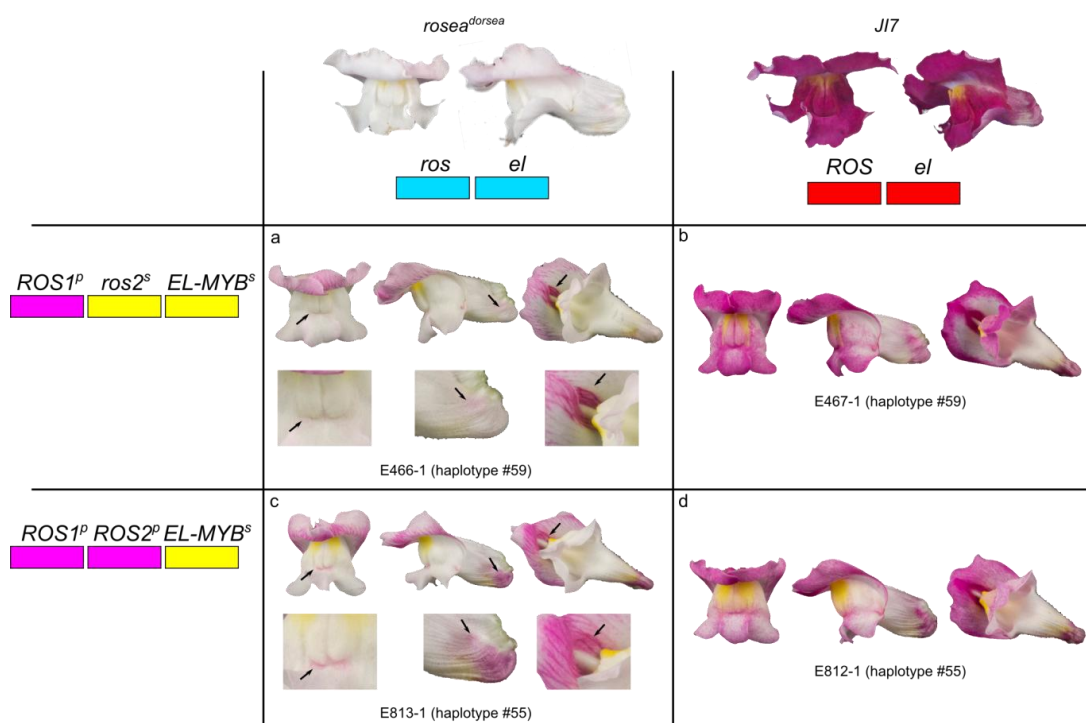 rosea^dorsea
JI7
ros el
ROS el
ROS1^p ros2^s EL-MYB^s
a
E466-1 (haplotype #59)
b
E467-1 (haplotype #59)
ROS1^p ROS2^p EL-MYB^s
c
E813-1 (haplotype #55)
d
E812-1 (haplotype #55)